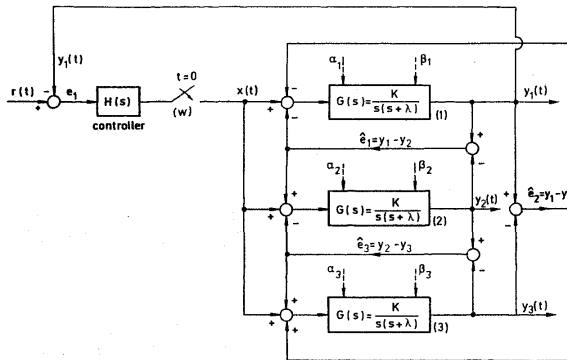 y₁(t)
r(t)
e₁
H(s)
controller
t=0
(w)
x(t)
α₁
β₁
G(s)=K/s(s+λ)
(1)
y₁(t)
ê₁=y₁-y₂
α₂
β₂
G(s)=K/s(s+λ)
(2)
y₂(t)
ê₂=y₁-y
ê₃=y₂-y₃
α₃
β₃
G(s)=K/s(s+λ)
(3)
y₃(t)
+
-
+
-
-
+
-
+
+
-
+
-
+
-
+
-
+
+
+